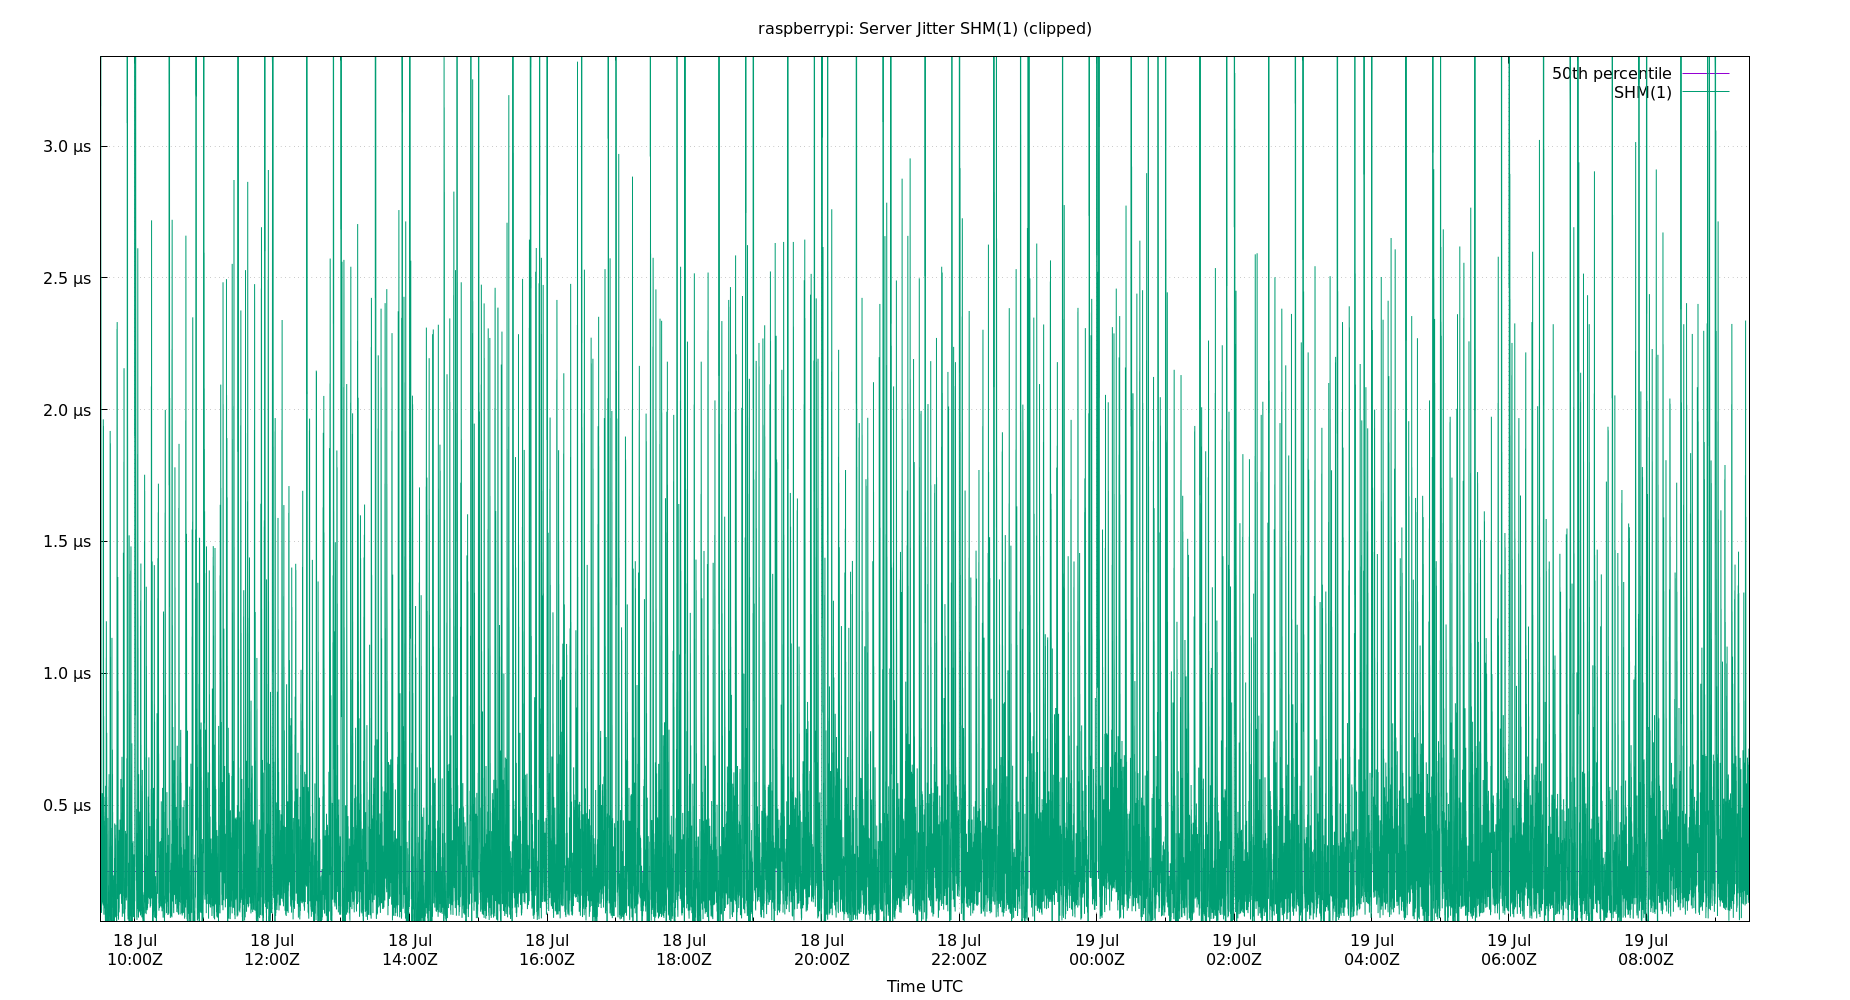 raspberrypi: Server Jitter SHM(1) (clipped)
50th percentile
SHM(1)
3.0 µs
2.5 µs
2.0 µs
1.5 µs
1.0 µs
0.5 µs
18 Jul 18 Jul 18 Jul 18 Jul 18 Jul 18 Jul 18 Jul 19 Jul 19 Jul 19 Jul 19 Jul 19 Jul
10:00Z 12:00Z 14:00Z 16:00Z 18:00Z 20:00Z 22:00Z 00:00Z 02:00Z 04:00Z 06:00Z 08:00Z
Time UTC